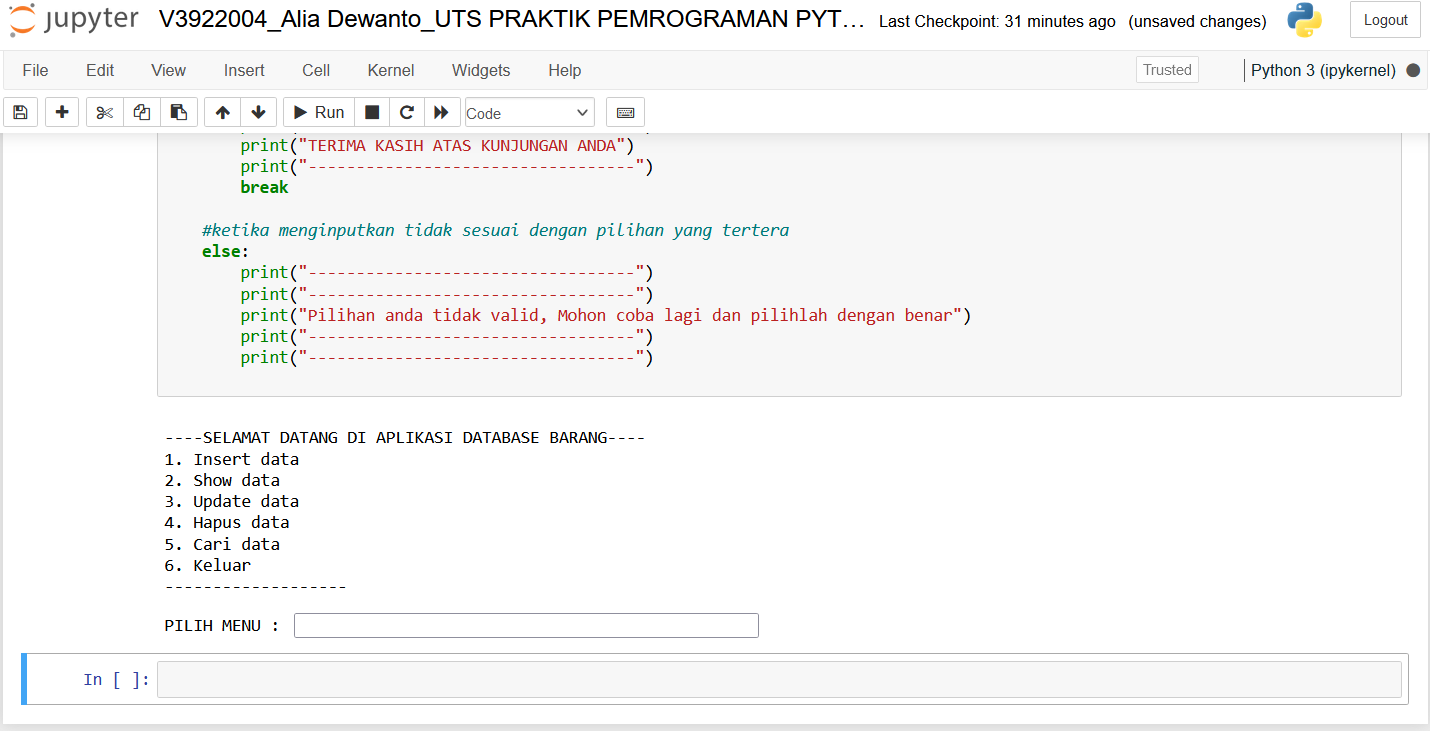 jupyter V3922004_Alia Dewanto_UTS PRAKTIK PEMROGRAMAN PYT... Last Checkpoint: 31 minutes ago (unsaved changes) Logout
File Edit View Insert Cell Kernel Widgets Help Trusted Python 3 (ipykernel)
Run Code
print("TERIMA KASIH ATAS KUNJUNGAN ANDA")
print("----------------------------------")
break
#ketika menginputkan tidak sesuai dengan pilihan yang tertera
else:
print("----------------------------------")
print("----------------------------------")
print("Pilihan anda tidak valid, Mohon coba lagi dan pilihlah dengan benar")
print("----------------------------------")
print("----------------------------------")
----SELAMAT DATANG DI APLIKASI DATABASE BARANG----
1. Insert data
2. Show data
3. Update data
4. Hapus data
5. Cari data
6. Keluar
-------------------
PILIH MENU :
In [ ]: